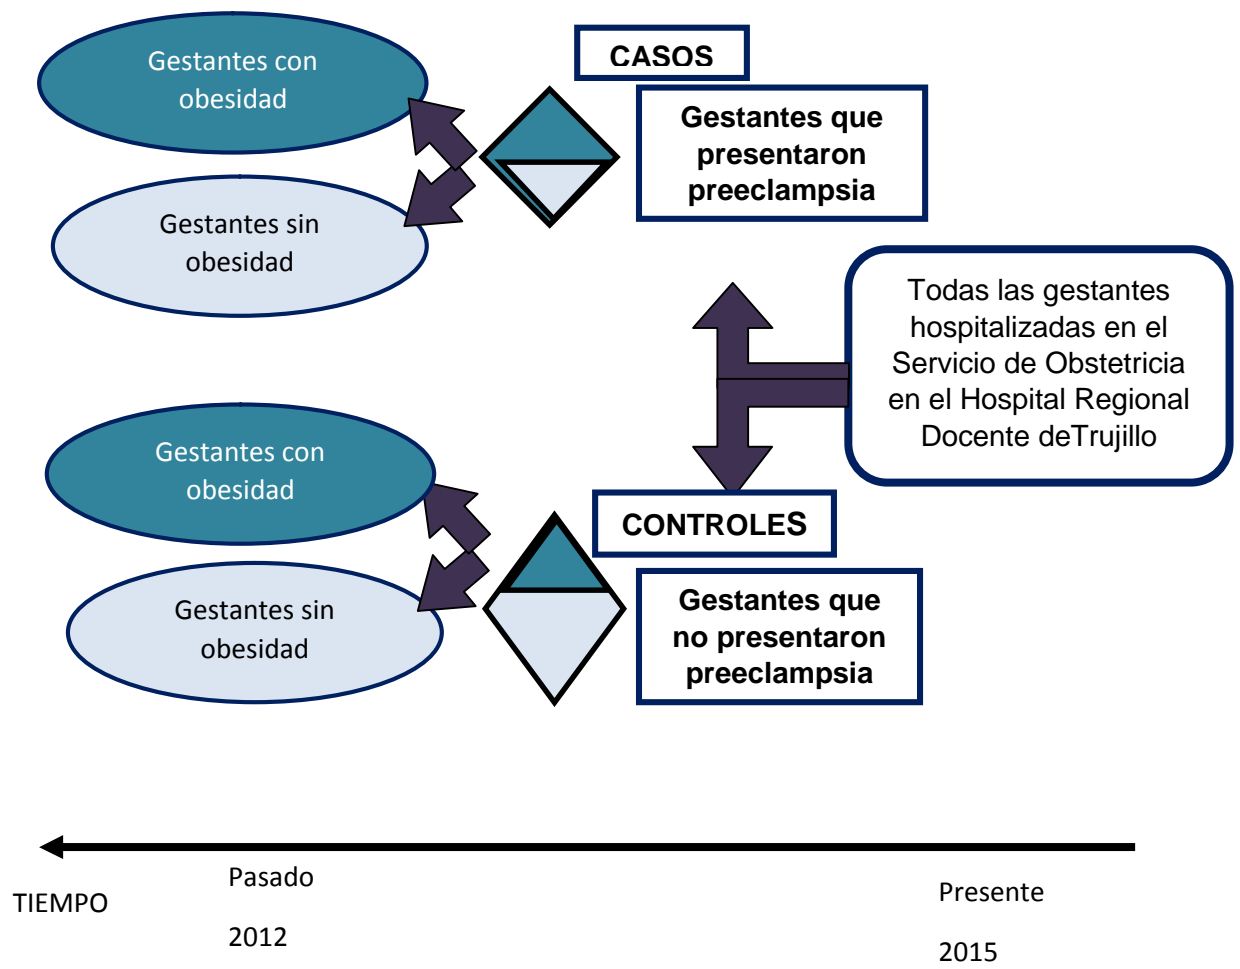 Gestantes con
obesidad
CASOS
Gestantes que
presentaron
preeclampsia
Gestantes sin
obesidad
Todas las gestantes
hospitalizadas en el
Servicio de Obstetricia
en el Hospital Regional
Docente deTrujillo
Gestantes con
obesidad
CONTROLES
Gestantes sin
obesidad
Gestantes que
no presentaron
preeclampsia
TIEMPO
Pasado
2012
Presente
2015